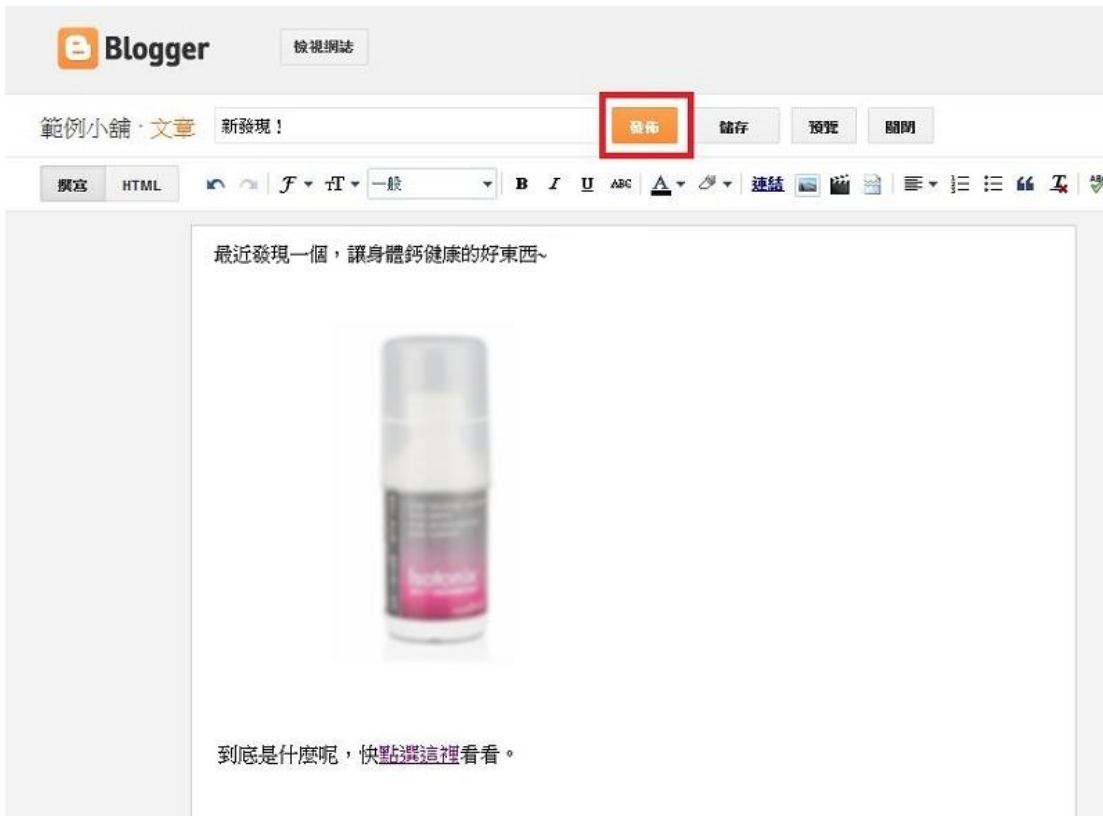 Blogger 檢視網誌
範例小舖 · 文章 新發現！ 發佈 儲存 預覽 關閉
撰寫 HTML 一般 B I U ABC A 連結
最近發現一個，讓身體鈣健康的好東西~
Isotonix
到底是什麼呢，快點選這裡看看。